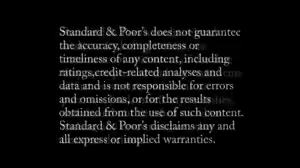 Standard & Poor's does not guarantee
the accuracy, completeness or
timeliness of any content, including
ratings,credit-related analyses and
data and is not responsible for errors
and omissions, or for the results
obtained from the use of such content.
Standard & Poor's disclaims any and
all express or implied warranties.